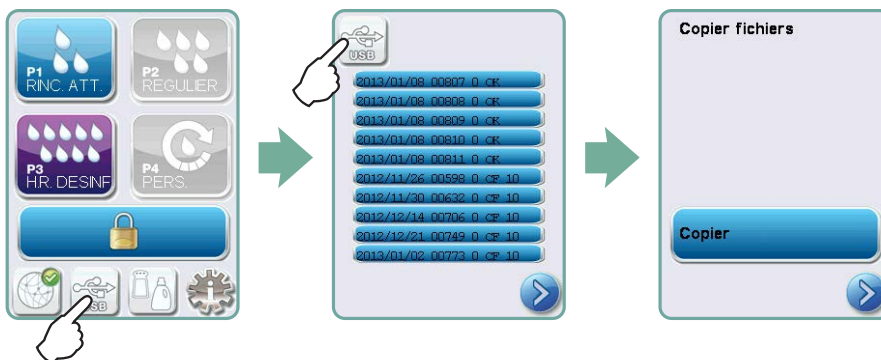 P1
RINC. ATT.
P2
REGULIER
P3
H.R. DESINF
P4
PERS.
USB
USB
2013/01/08 00807 0 OK
2013/01/08 00808 0 OK
2013/01/08 00809 0 OK
2013/01/08 00810 0 OK
2013/01/08 00811 0 OK
2012/11/26 00598 0 CF 10
2012/11/30 00632 0 CF 10
2012/12/14 00706 0 CF 10
2012/12/21 00749 0 CF 10
2013/01/02 00773 0 CF 10
Copier fichiers
Copier